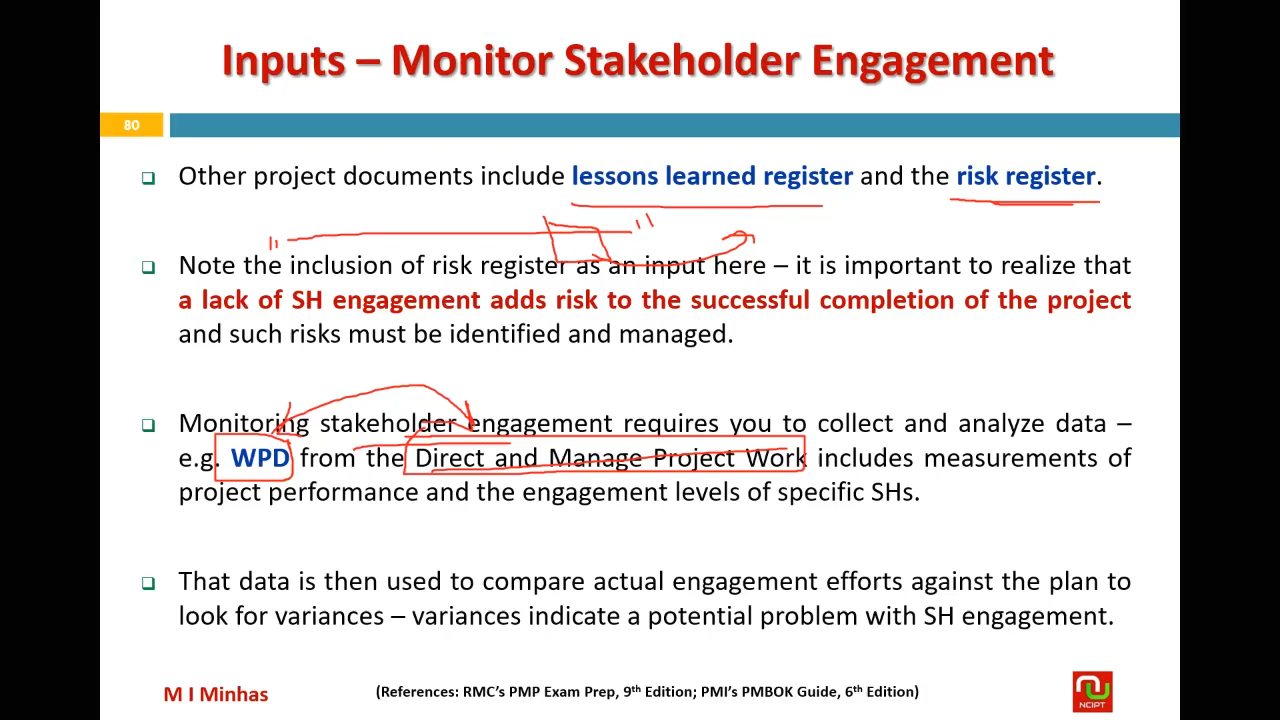 Inputs – Monitor Stakeholder Engagement
80
Other project documents include lessons learned register and the risk register.
Note the inclusion of risk register as an input here – it is important to realize that
a lack of SH engagement adds risk to the successful completion of the project
and such risks must be identified and managed.
Monitoring stakeholder engagement requires you to collect and analyze data –
e.g. WPD from the Direct and Manage Project Work includes measurements of
project performance and the engagement levels of specific SHs.
That data is then used to compare actual engagement efforts against the plan to
look for variances – variances indicate a potential problem with SH engagement.
M I Minhas
(References: RMC's PMP Exam Prep, 9th Edition; PMI's PMBOK Guide, 6th Edition)
NCIPT